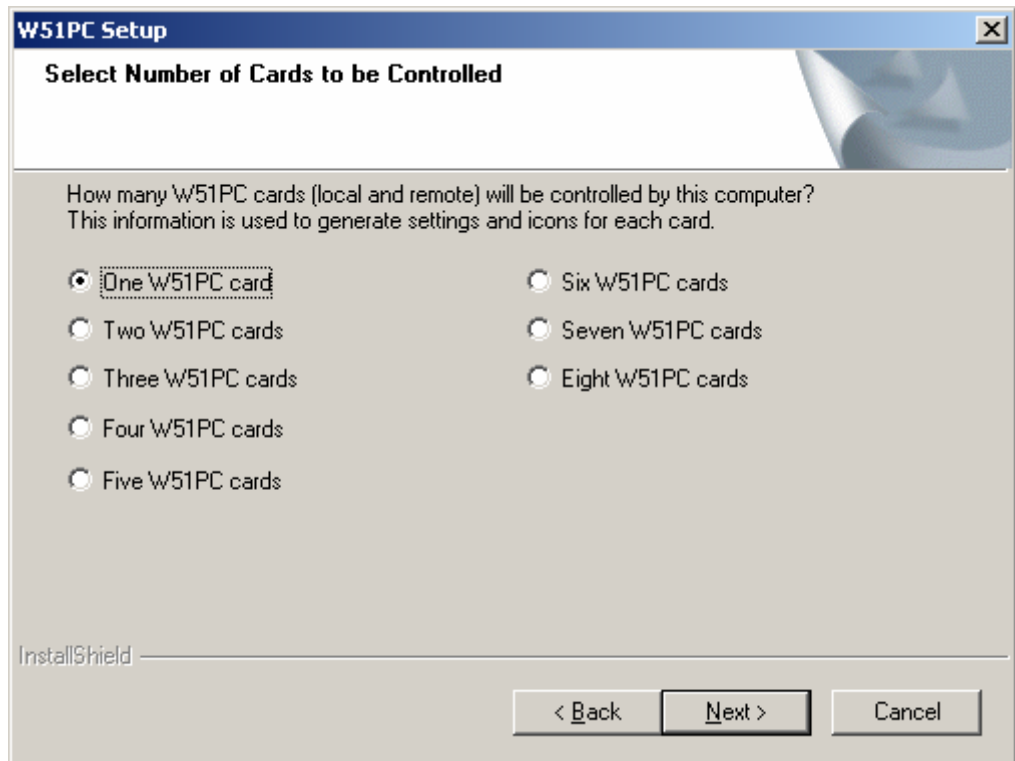 W51PC Setup
Select Number of Cards to be Controlled
How many W51PC cards (local and remote) will be controlled by this computer?
This information is used to generate settings and icons for each card.
One W51PC card
Two W51PC cards
Three W51PC cards
Four W51PC cards
Five W51PC cards
Six W51PC cards
Seven W51PC cards
Eight W51PC cards
InstallShield
< Back
Next >
Cancel